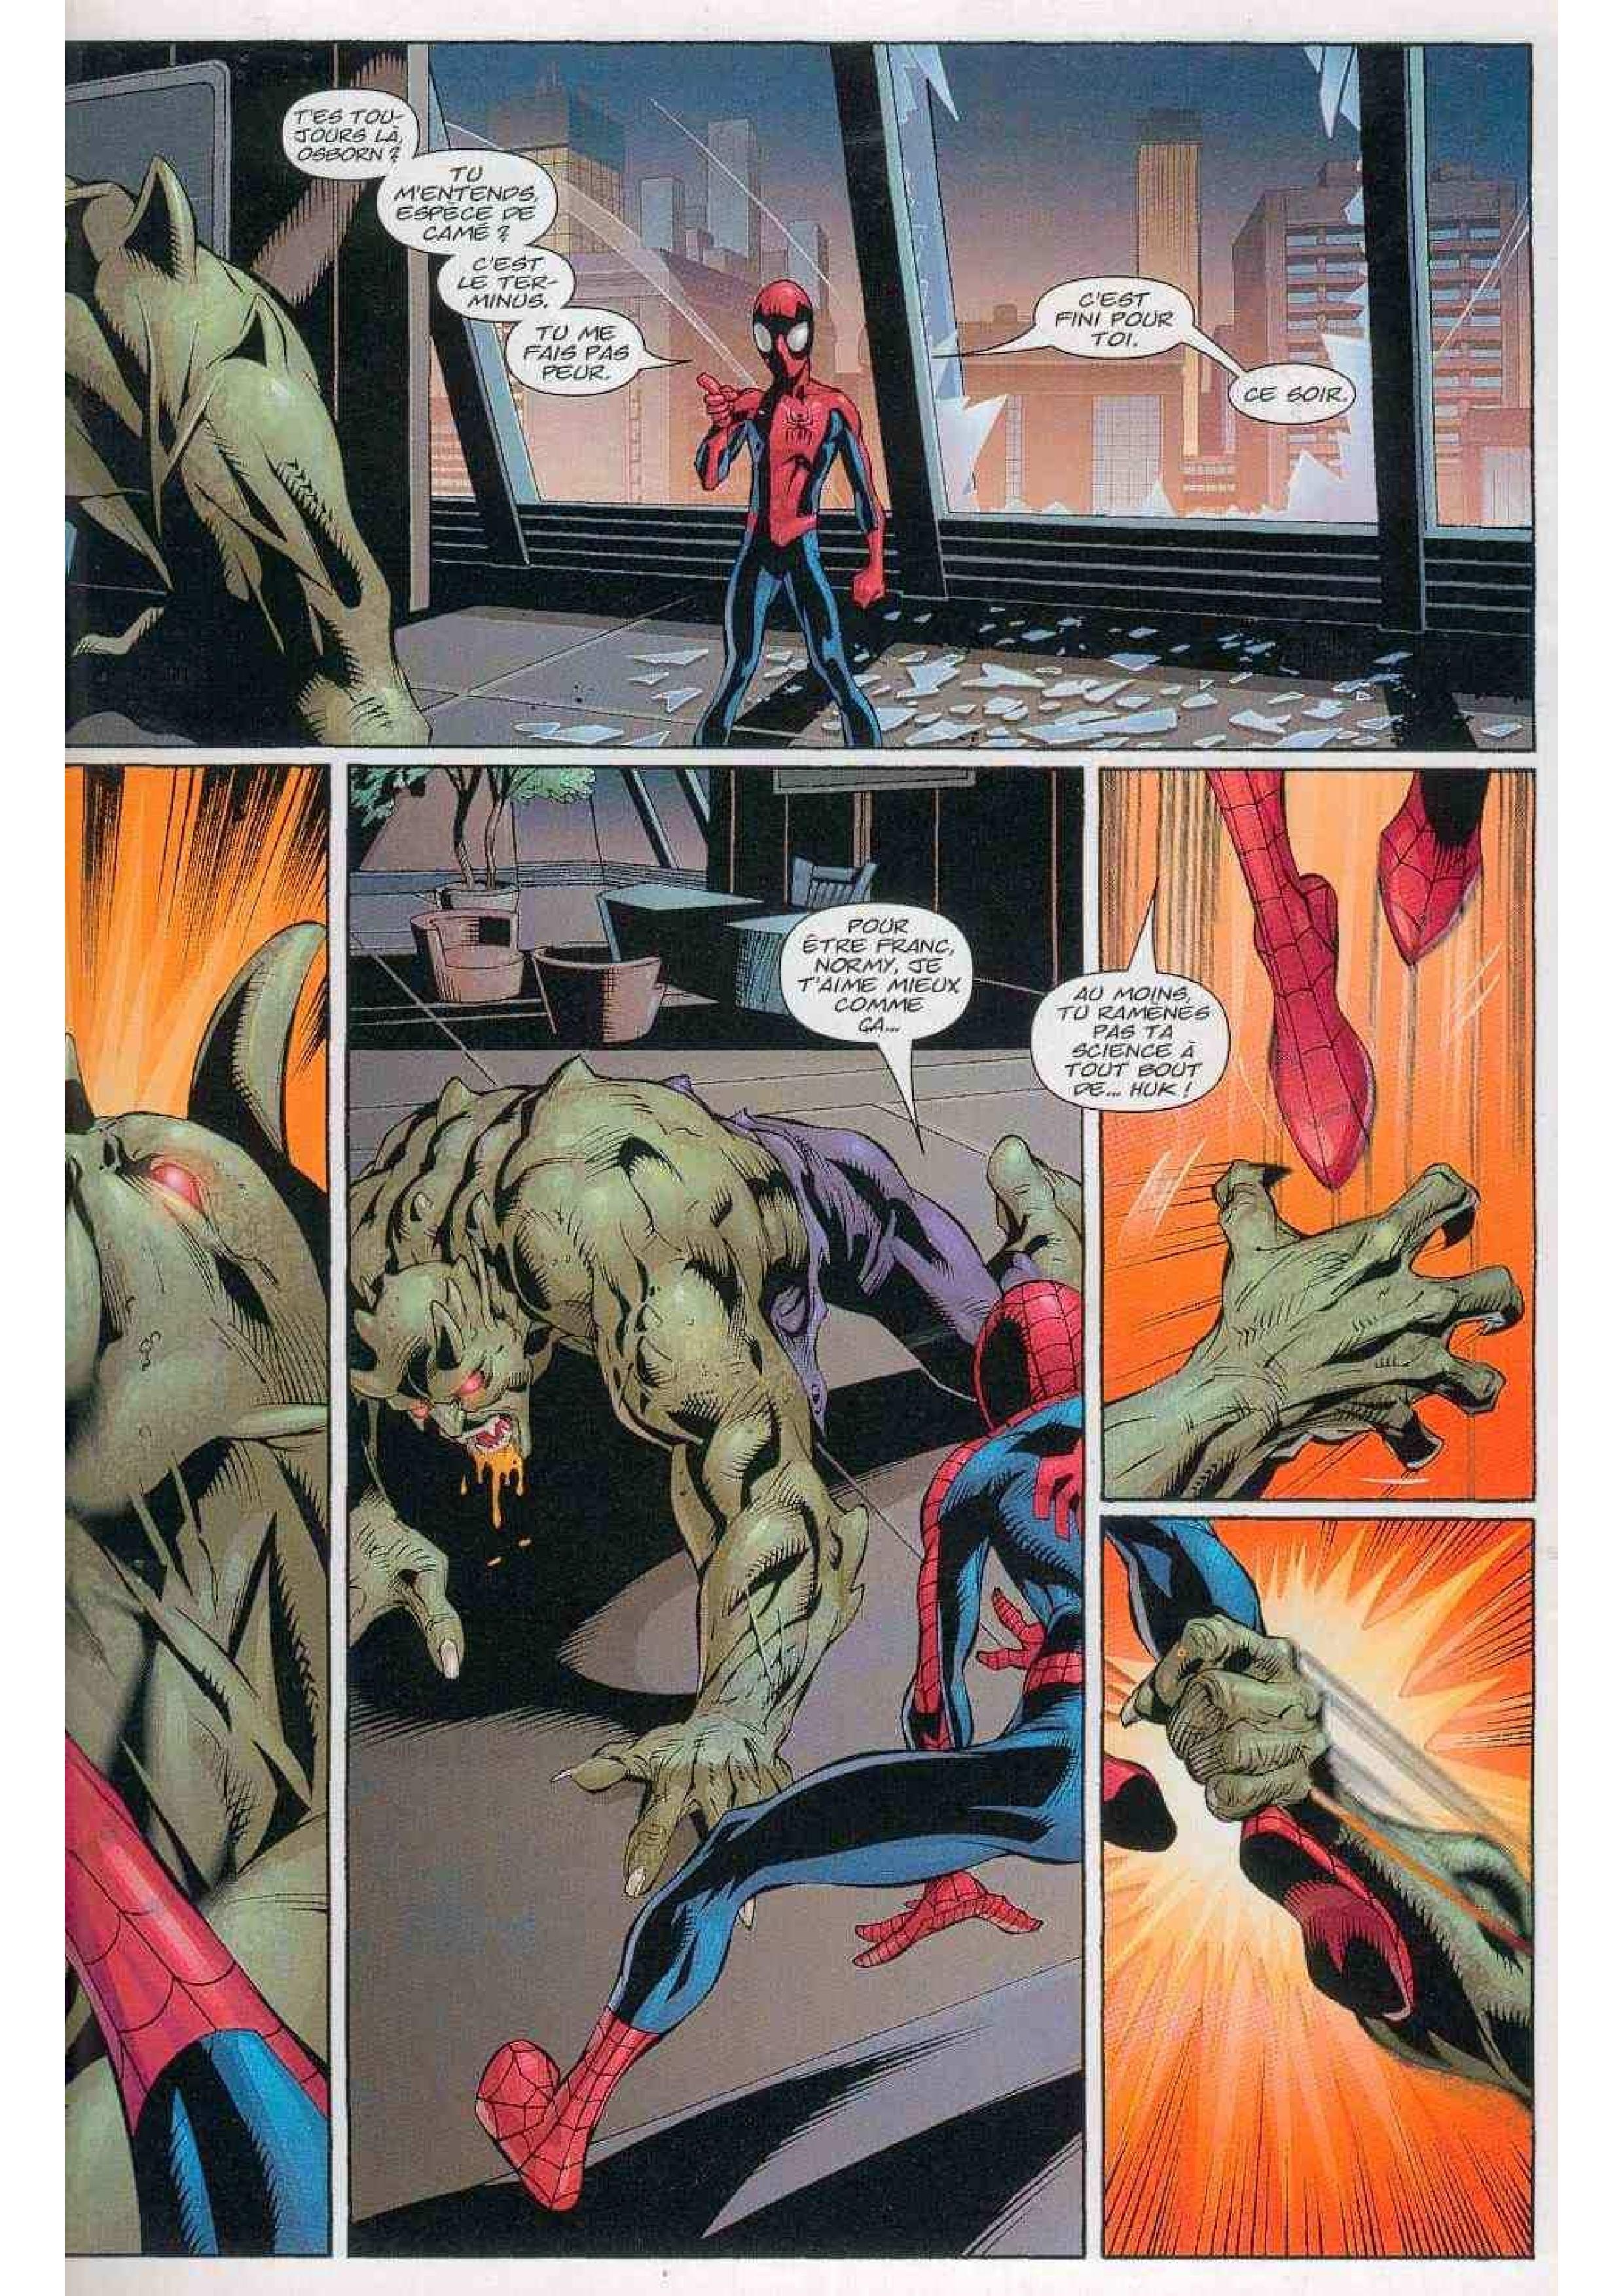 T'ES TOU-
JOURS LÀ,
OSBORN ?
TU
M'ENTENDS,
ESPÈCE DE
CAMÉ ?
C'EST
LE TER-
MINUS.
TU ME
FAIS PAS
PEUR.
C'EST
FINI POUR
TOI.
CE SOIR.
POUR
ÊTRE FRANC,
NORMY, JE
T'AIME MIEUX
COMME
ÇA...
AU MOINS,
TU RAMÈNES
PAS TA
SCIENCE À
TOUT BOUT
DE... HUK !